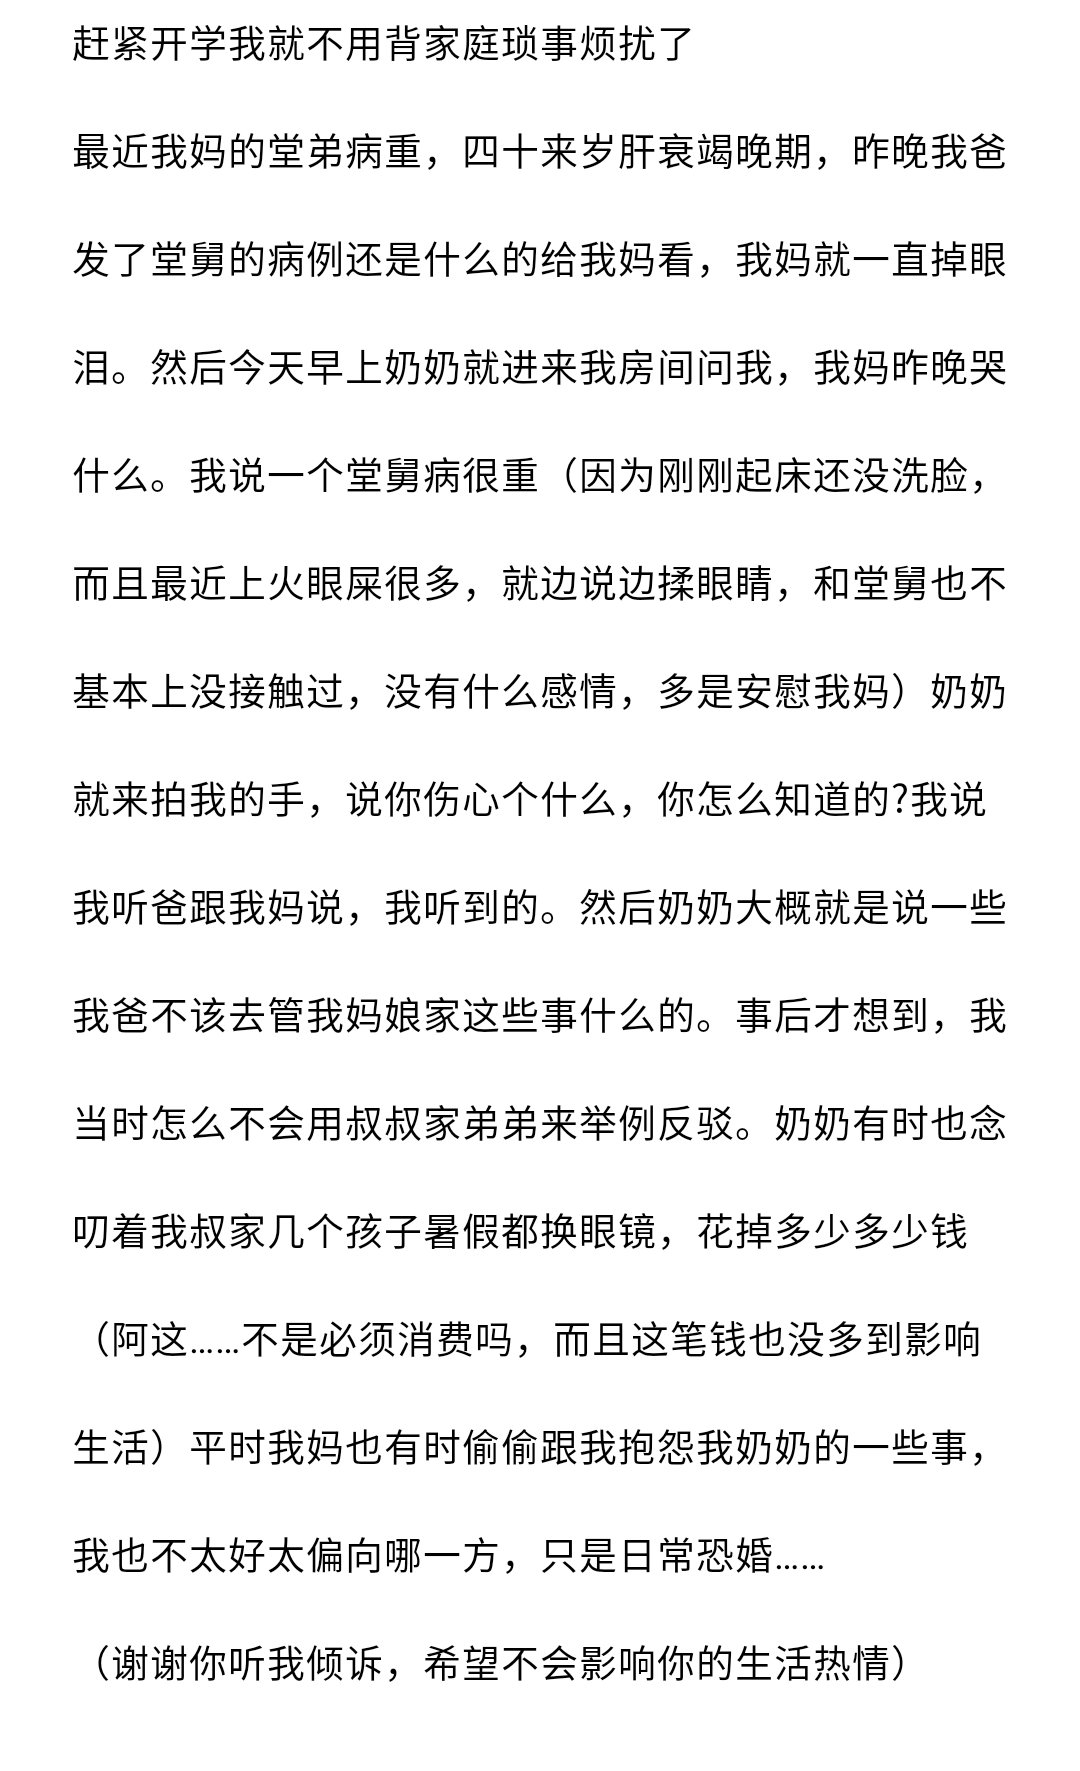 赶紧开学我就不用背家庭琐事烦扰了
最近我妈的堂弟病重，四十来岁肝衰竭晚期，昨晚我爸
发了堂舅的病例还是什么的给我妈看，我妈就一直掉眼
泪。然后今天早上奶奶就进来我房间问我，我妈昨晚哭
什么。我说一个堂舅病很重（因为刚刚起床还没洗脸，
而且最近上火眼屎很多，就边说边揉眼睛，和堂舅也不
基本上没接触过，没有什么感情，多是安慰我妈）奶奶
就来拍我的手，说你伤心个什么，你怎么知道的?我说
我听爸跟我妈说，我听到的。然后奶奶大概就是说一些
我爸不该去管我妈娘家这些事什么的。事后才想到，我
当时怎么不会用叔叔家弟弟来举例反驳。奶奶有时也念
叨着我叔家几个孩子暑假都换眼镜，花掉多少多少钱
（阿这……不是必须消费吗，而且这笔钱也没多到影响
生活）平时我妈也有时偷偷跟我抱怨我奶奶的一些事，
我也不太好太偏向哪一方，只是日常恐婚……
（谢谢你听我倾诉，希望不会影响你的生活热情）